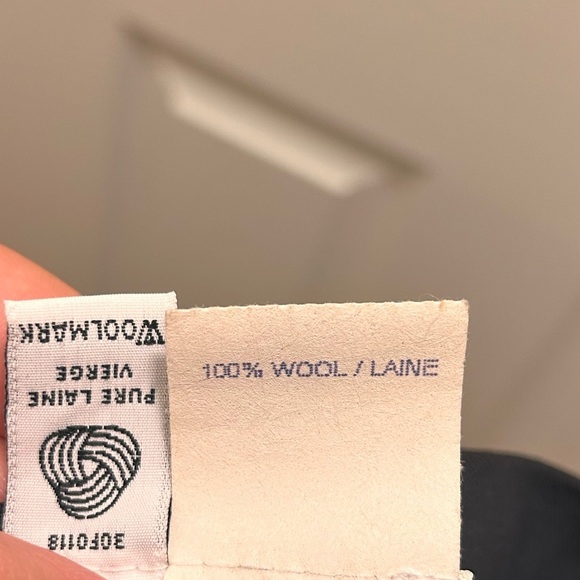 WOOLMARK
PURE LAINE
VIERGE
30F0118
100% WOOL / LAINE